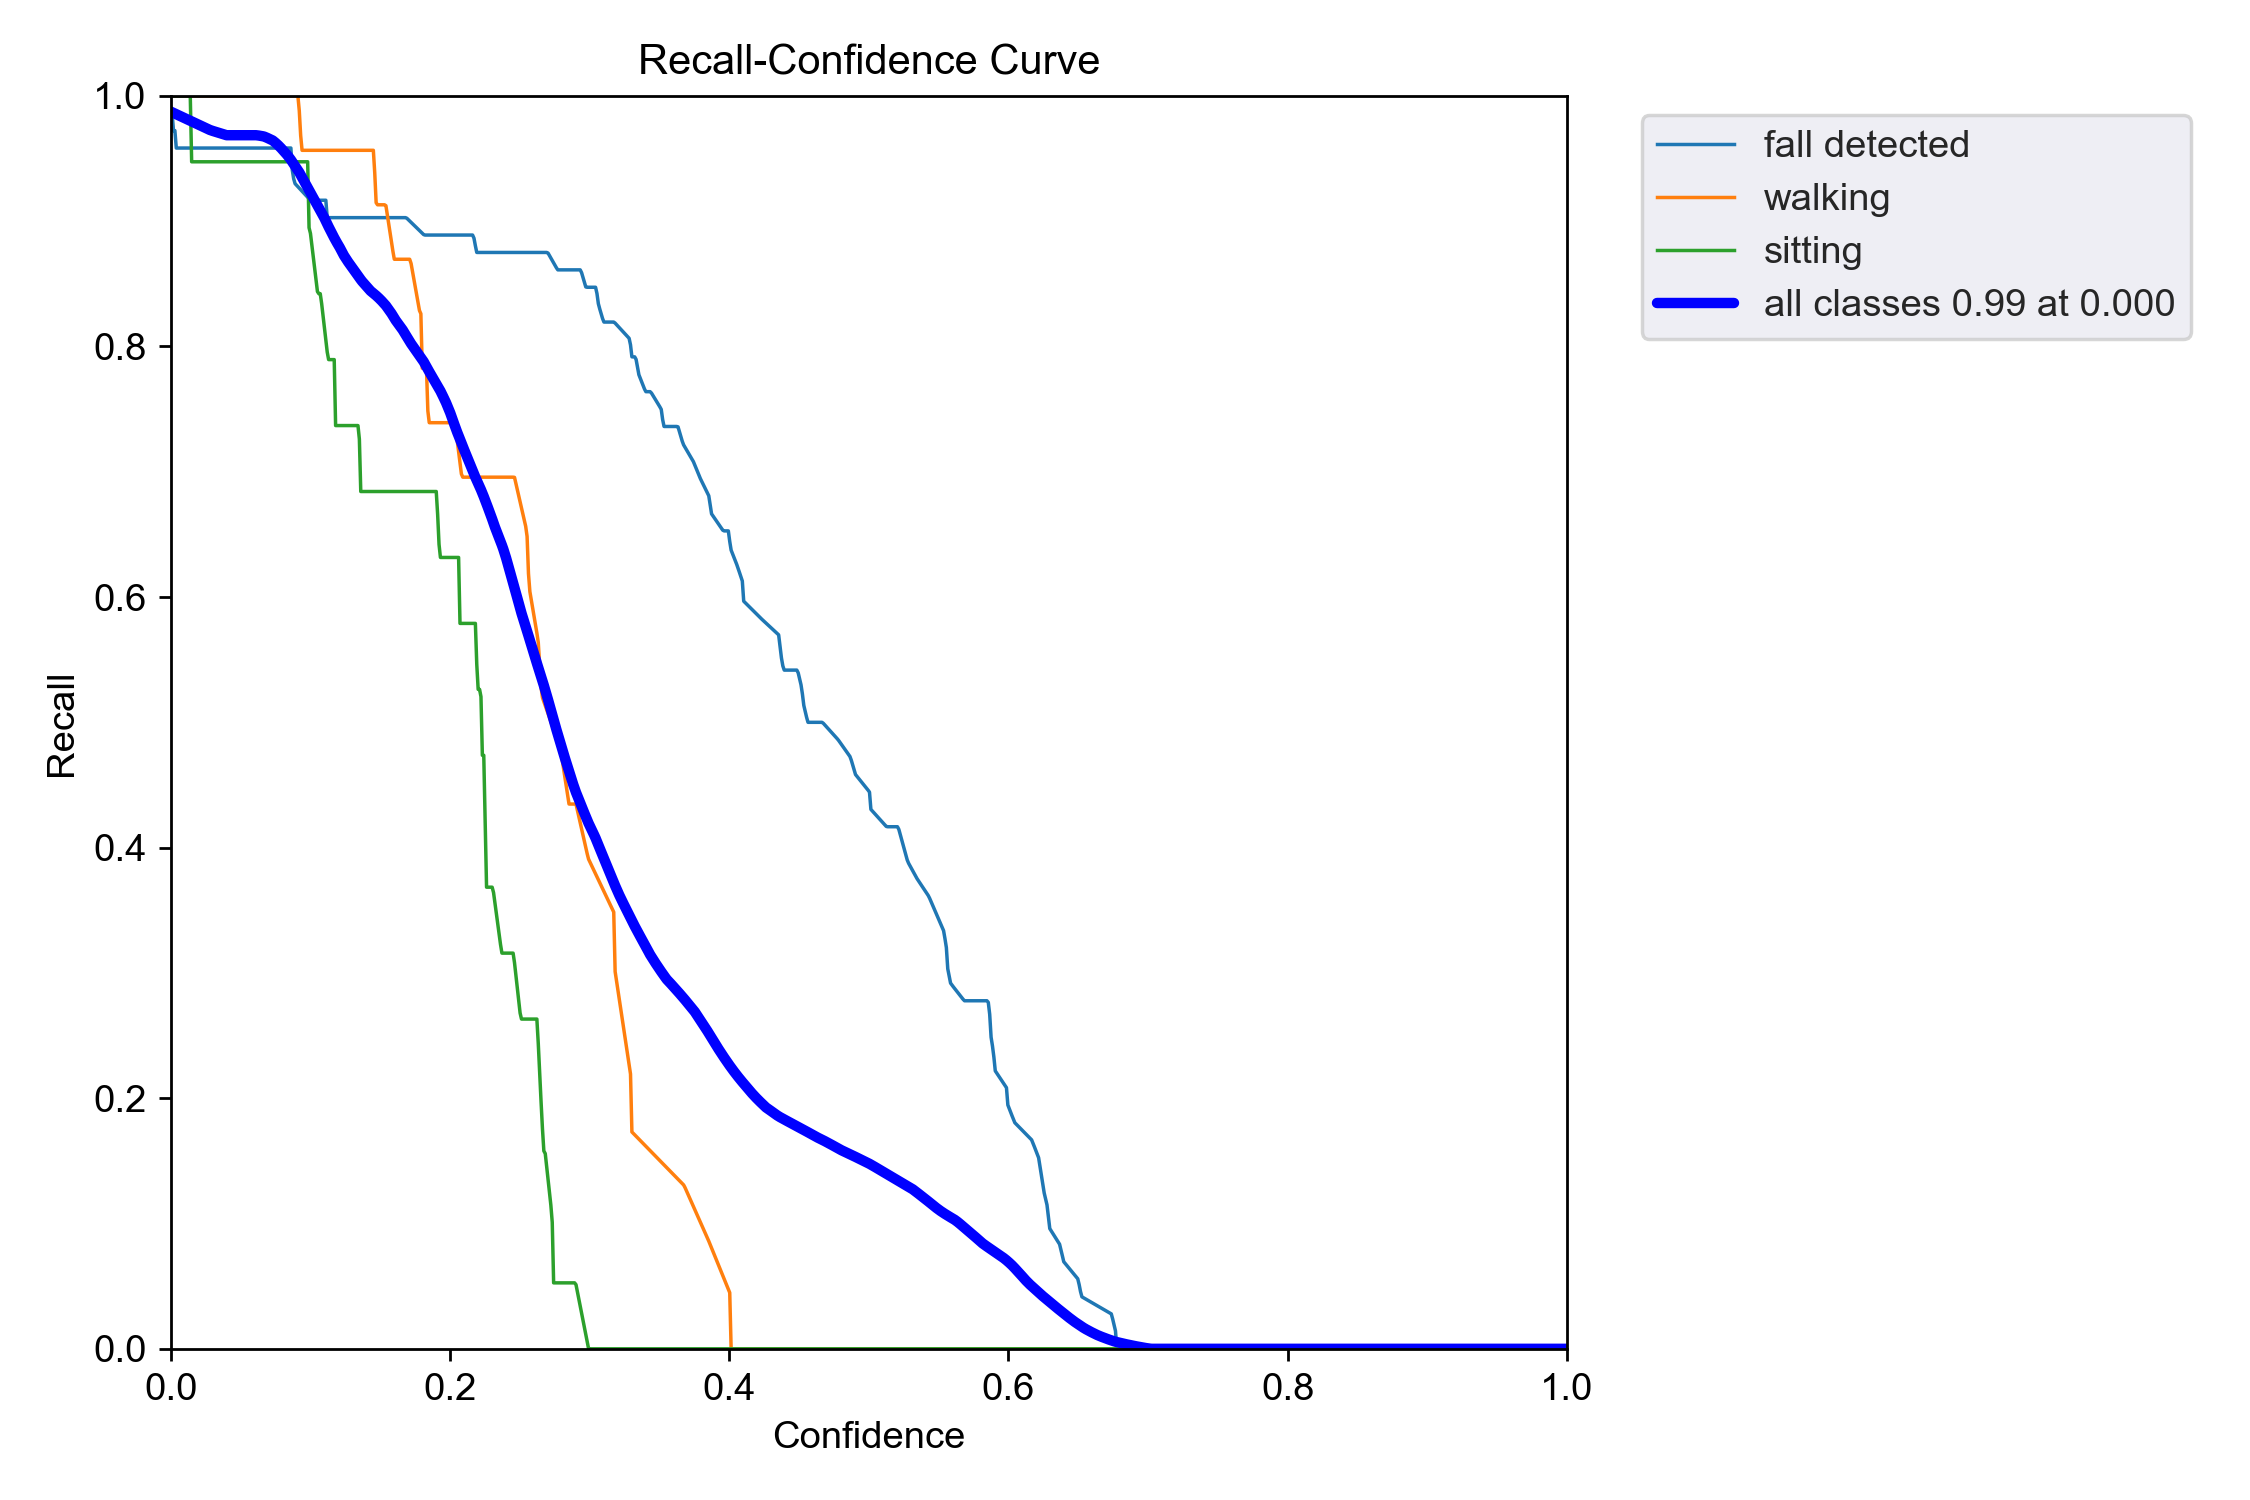 Recall-Confidence Curve
1.0
0.8
0.6
0.4
0.2
0.0
Recall
0.0 0.2 0.4 0.6 0.8 1.0
Confidence
fall detected
walking
sitting
all classes 0.99 at 0.000